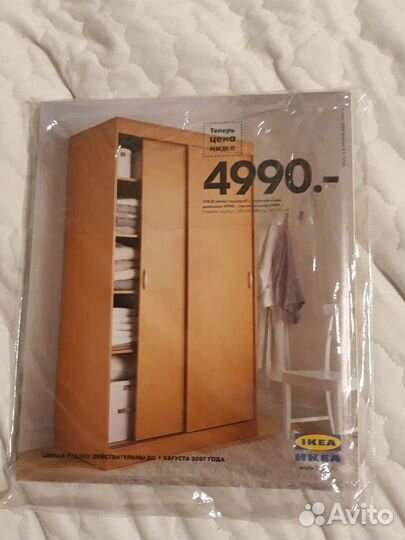 Теперь
цена
ниже
4990.-
ЦЕНЫ В РУБЛЯХ ДЕЙСТВИТЕЛЬНЫ ДО 1 АВГУСТА 2007 ГОДА
IKEA
ИКЕА
Avito